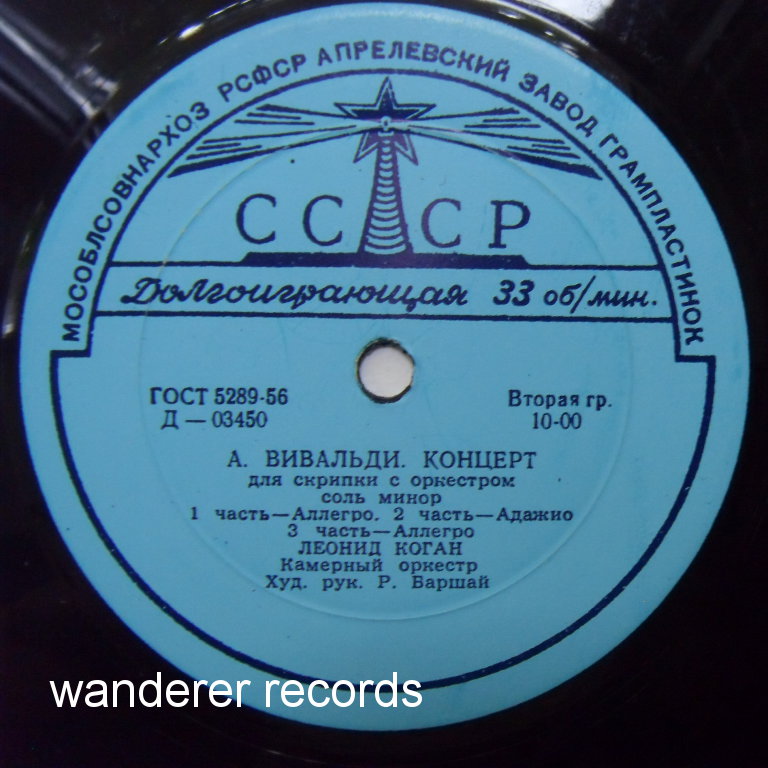 МОСОБЛСОВНАРХОЗ РСФСР АПРЕЛЕВСКИЙ ЗАВОД ГРАМПЛАСТИНОК
СССР
Долгоиграющая 33 об/мин.
ГОСТ 5289-56
Д — 03450
Вторая гр.
10-00
А. ВИВАЛЬДИ. КОНЦЕРТ
для скрипки с оркестром
соль минор
1 часть—Аллегро. 2 часть—Адажио
3 часть—Аллегро
ЛЕОНИД КОГАН
Камерный оркестр
Худ. рук. Р. Баршай
wanderer records